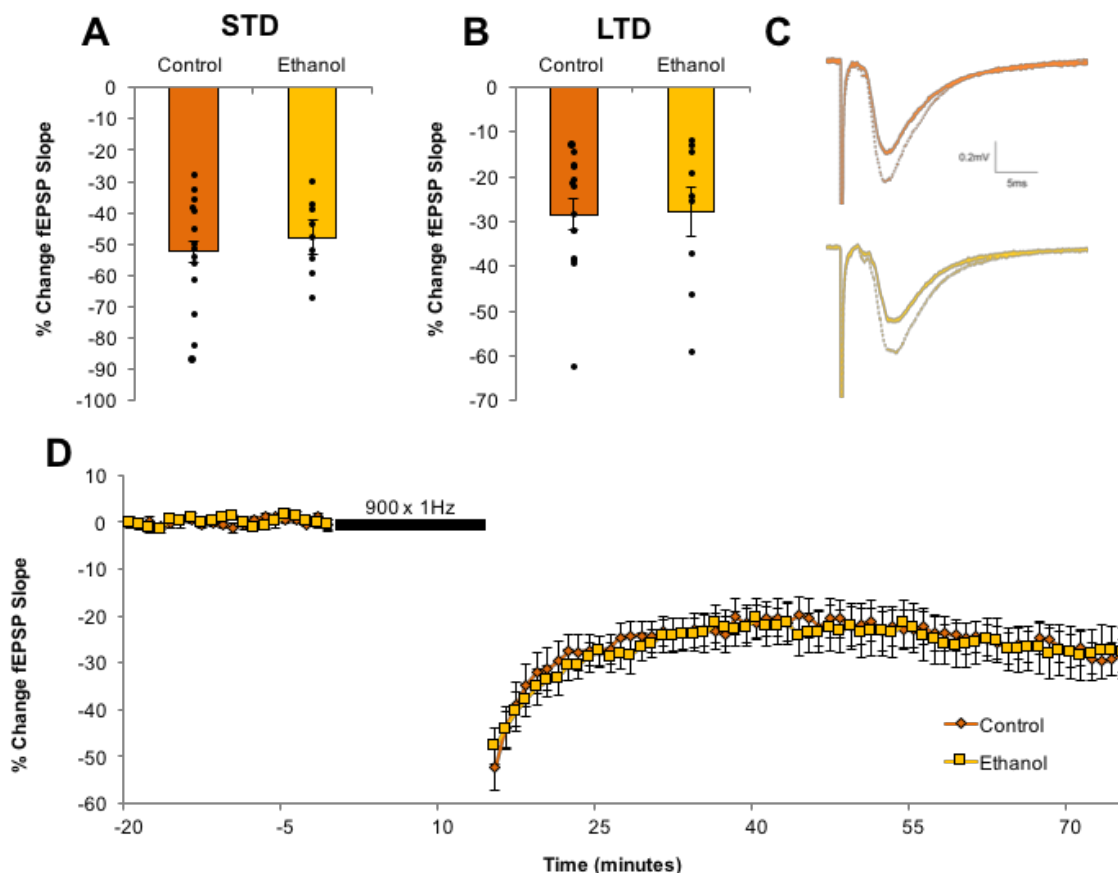 A
STD
Control Ethanol
0
-10
-20
-30
-40
-50
-60
-70
-80
-90
-100
% Change fEPSP Slope
B
LTD
Control Ethanol
0
-10
-20
-30
-40
-50
-60
-70
% Change fEPSP Slope
C
0.2mV
5ms
D
10
0
-10
-20
-30
-40
-50
-60
% Change fEPSP Slope
900 x 1Hz
Control
Ethanol
-20 -5 10 25 40 55 70
Time (minutes)